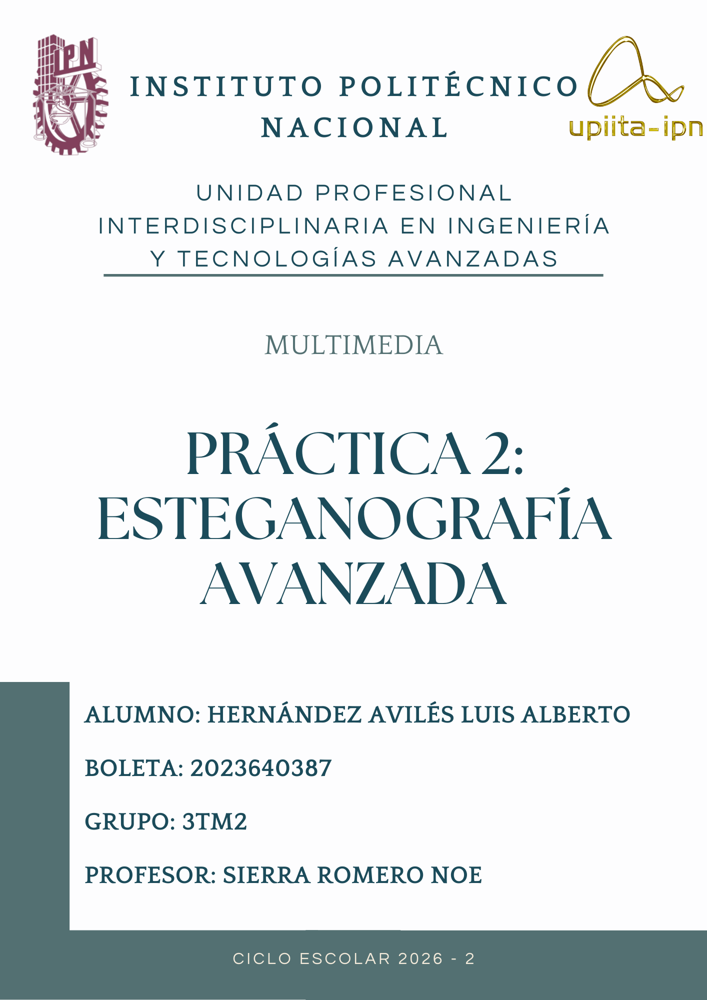 IPN
INSTITUTO POLITÉCNICO
NACIONAL
upiita-ipn
UNIDAD PROFESIONAL
INTERDISCIPLINARIA EN INGENIERÍA
Y TECNOLOGÍAS AVANZADAS
MULTIMEDIA
PRÁCTICA 2:
ESTEGANOGRAFÍA
AVANZADA
ALUMNO: HERNÁNDEZ AVILÉS LUIS ALBERTO
BOLETA: 2023640387
GRUPO: 3TM2
PROFESOR: SIERRA ROMERO NOE
CICLO ESCOLAR 2026 - 2